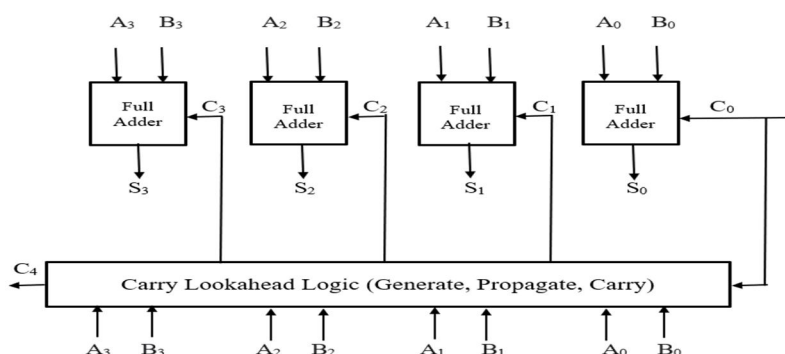 A₃ B₃ A₂ B₂ A₁ B₁ A₀ B₀
Full Adder
C₃
Full Adder
C₂
Full Adder
C₁
Full Adder
C₀
S₃ S₂ S₁ S₀
C₄
Carry Lookahead Logic (Generate, Propagate, Carry)
A₃ B₃ A₂ B₂ A₁ B₁ A₀ B₀